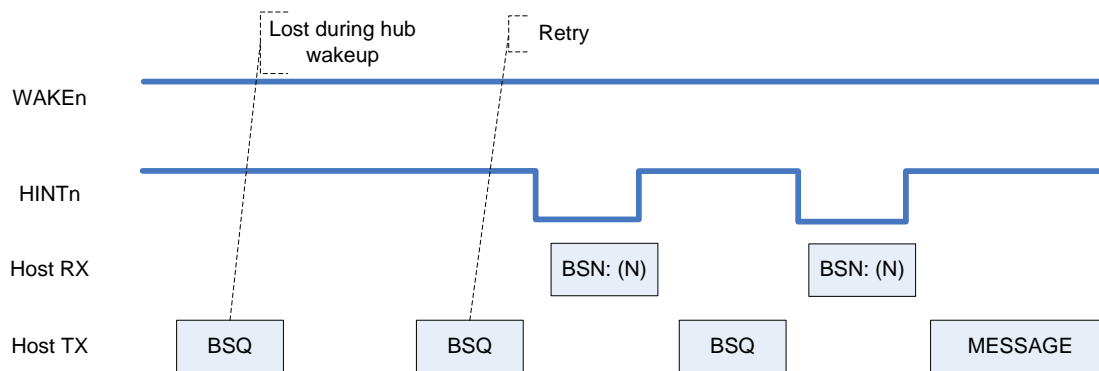 Lost during hub
wakeup
Retry
WAKEn
HINTn
Host RX
BSN: (N)
BSN: (N)
Host TX
BSQ
BSQ
BSQ
MESSAGE